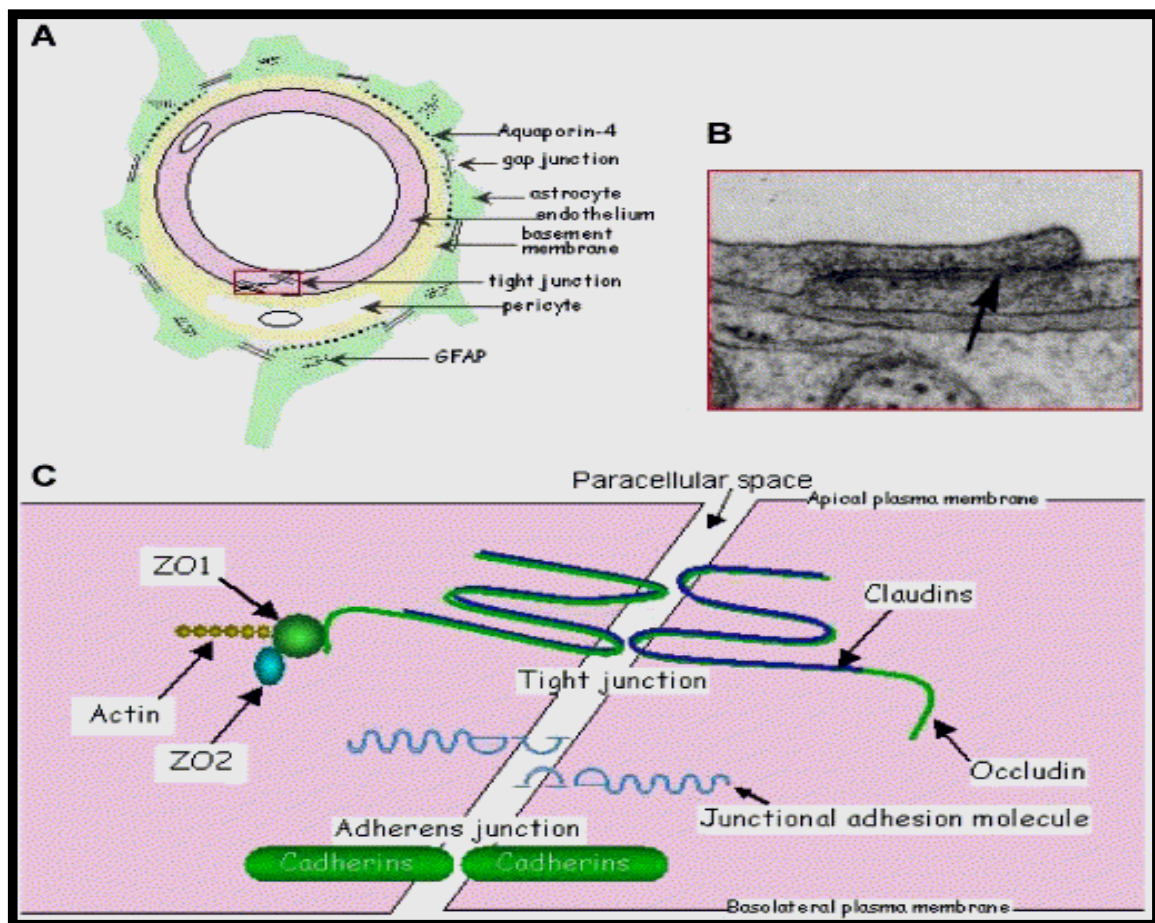 A
Aquaporin-4
gap junction
astrocyte
endothelium
basement
membrane
tight junction
pericyte
GFAP
B
C
Paracellular space
Apical plasma membrane
ZO1
Claudins
Tight junction
Actin
ZO2
Occludin
Junctional adhesion molecule
Adherens junction
Cadherins
Cadherins
Basolateral plasma membrane